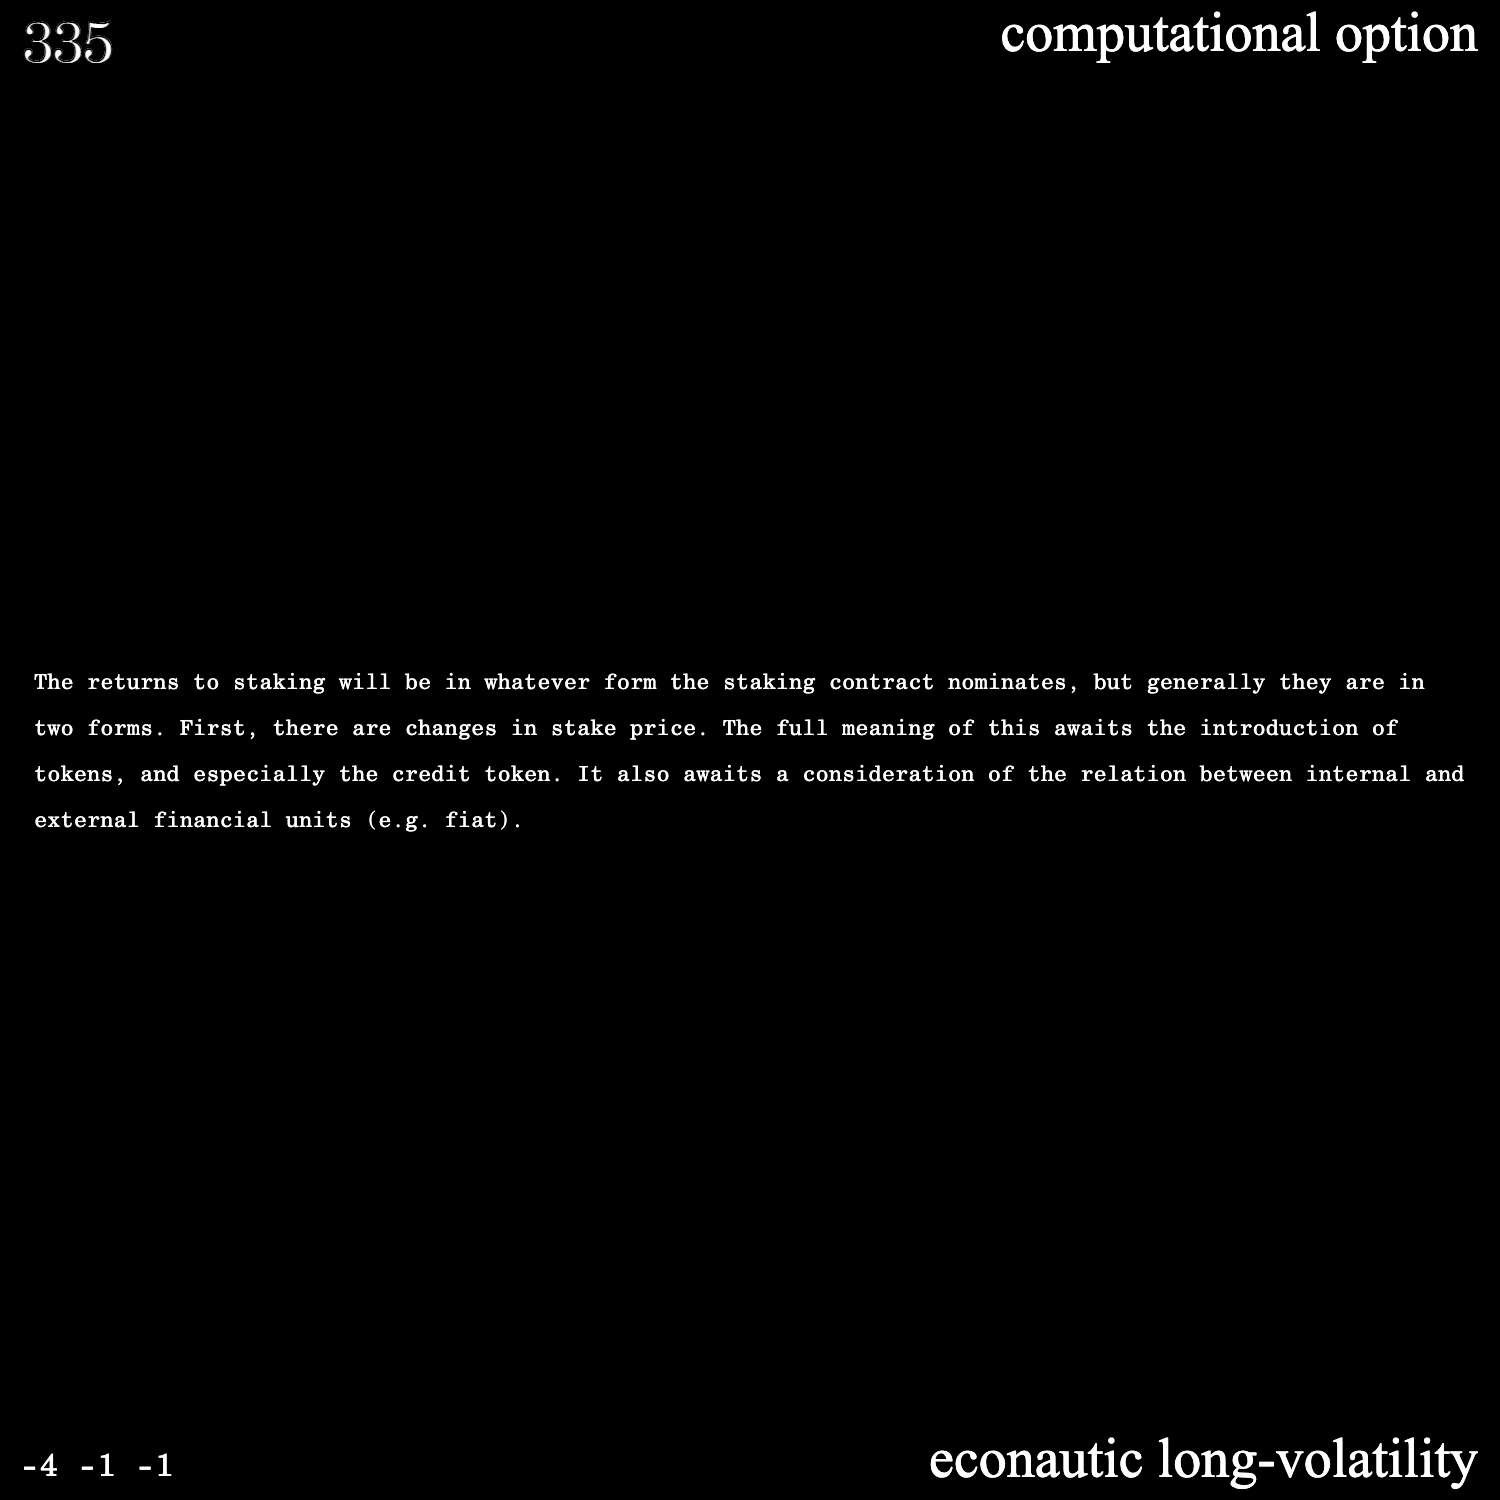 335
computational option
The returns to staking will be in whatever form the staking contract nominates, but generally they are in
two forms. First, there are changes in stake price. The full meaning of this awaits the introduction of
tokens, and especially the credit token. It also awaits a consideration of the relation between internal and
external financial units (e.g. fiat).
-4 -1 -1
econautic long-volatility